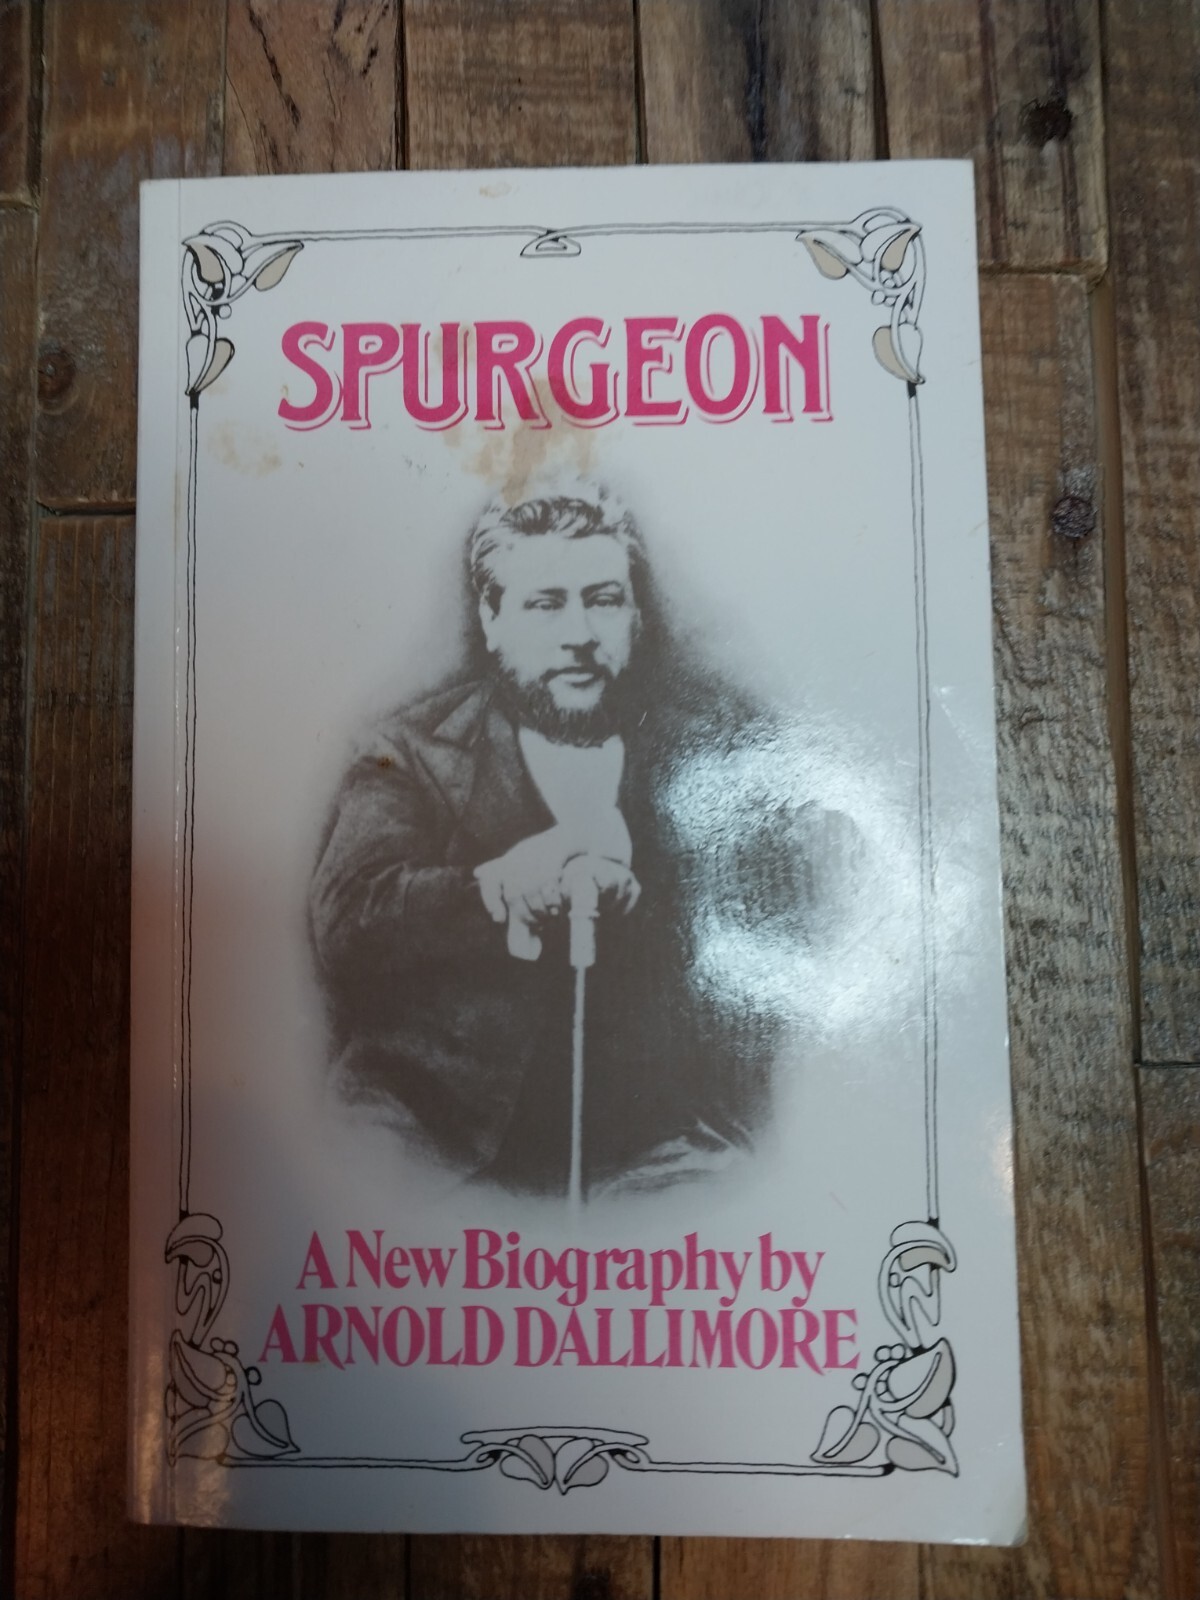 SPURGEON
A New Biography by
ARNOLD DALLIMORE